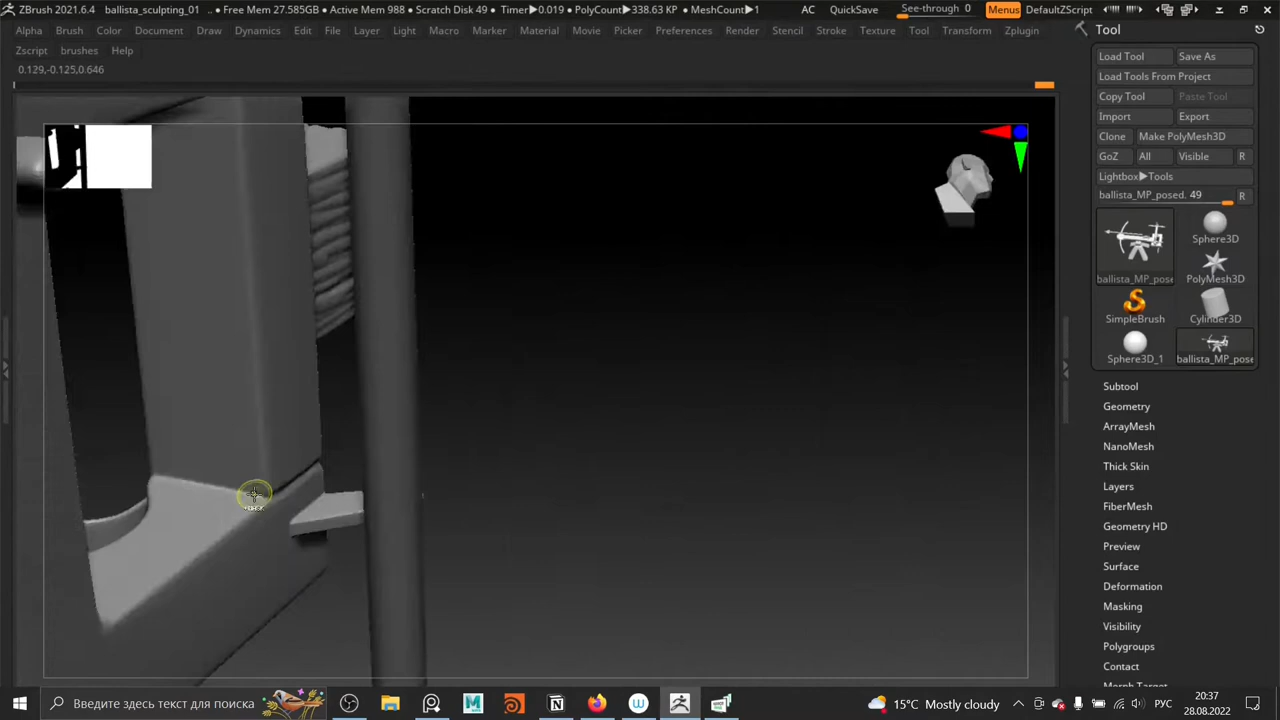 ZBrush 2021.6.4 ballista_sculpting_01 .. ● Free Mem 27.585GB ● Active Mem 988 ● Scratch Disk 49 ● Timer▶0.019 ● PolyCount▶338.63 KP ● MeshCount▶1 AC QuickSave See-through 0 Menus DefaultZScript
Alpha Brush Color Document Draw Dynamics Edit File Layer Light Macro Marker Material Movie Picker Preferences Render Stencil Stroke Texture Tool Transform Zplugin
Zscript brushes Help
0.129,-0.125,0.646
Tool
Load Tool Save As
Load Tools From Project
Copy Tool Paste Tool
Import Export
Clone Make PolyMesh3D
GoZ All Visible R
Lightbox▶Tools
ballista_MP_posed. 49 R
Sphere3D
ballista_MP_pose PolyMesh3D
SimpleBrush Cylinder3D
Sphere3D_1 ballista_MP_pose
Subtool
Geometry
ArrayMesh
NanoMesh
Thick Skin
Layers
FiberMesh
Geometry HD
Preview
Surface
Deformation
Masking
Visibility
Polygroups
Contact
Morph Target
Введите здесь текст для поиска
15°C Mostly cloudy
РУС
20:37
28.08.2022